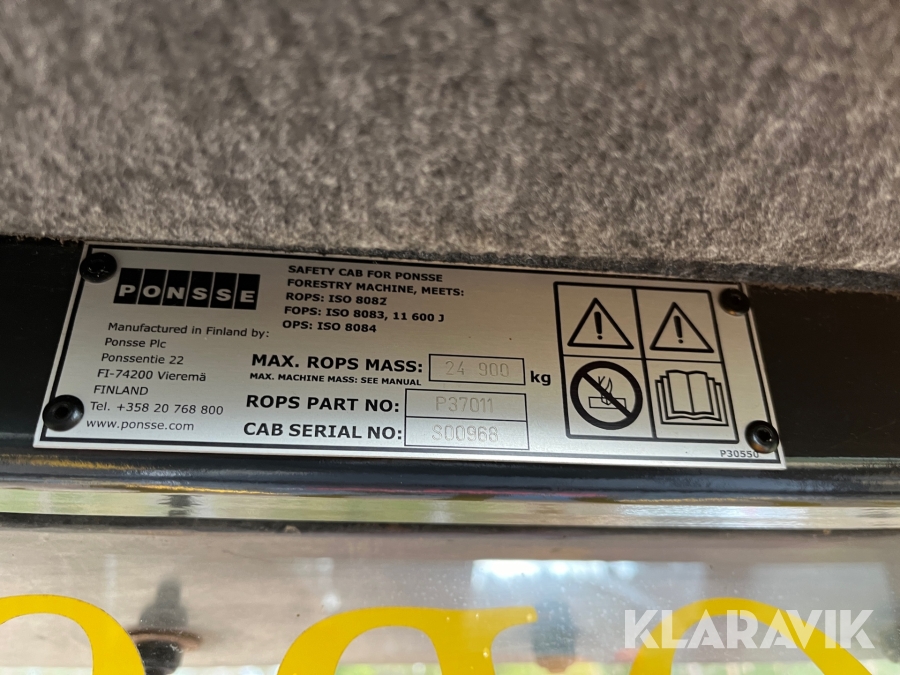 PONSSE
Manufactured in Finland by:
Ponsse Plc
Ponssentie 22
FI-74200 Vieremä
FINLAND
Tel. +358 20 768 800
www.ponsse.com
SAFETY CAB FOR PONSSE
FORESTRY MACHINE, MEETS:
ROPS: ISO 8082
FOPS: ISO 8083, 11 600 J
OPS: ISO 8084
MAX. ROPS MASS: 24 900 kg
MAX. MACHINE MASS: SEE MANUAL
ROPS PART NO: P37011
CAB SERIAL NO: S00968
P30550
KLARAVIK